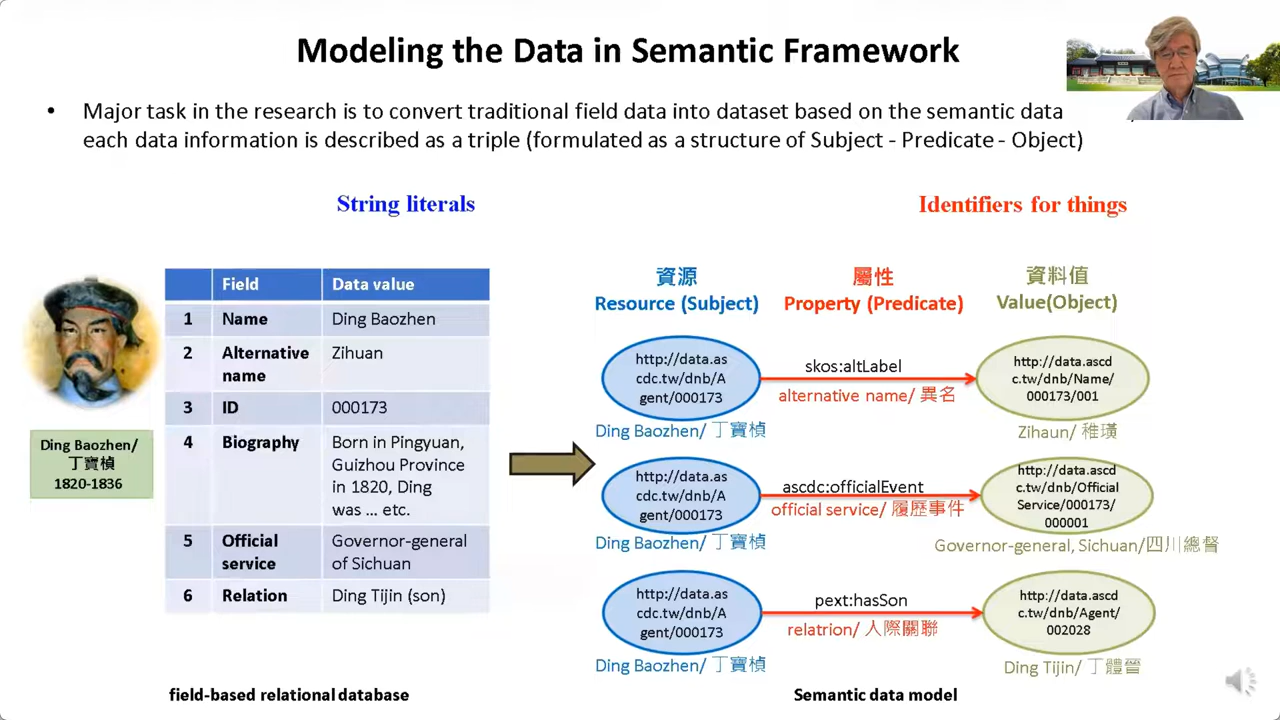 Modeling the Data in Semantic Framework
• Major task in the research is to convert traditional field data into dataset based on the semantic data
each data information is described as a triple (formulated as a structure of Subject - Predicate - Object)
String literals
Identifiers for things
Ding Baozhen/
丁寶楨
1820-1836
Field Data value
1 Name Ding Baozhen
2 Alternative name Zihuan
3 ID 000173
4 Biography Born in Pingyuan,
Guizhou Province
in 1820, Ding
was ... etc.
5 Official service Governor-general
of Sichuan
6 Relation Ding Tijin (son)
field-based relational database
資源 屬性 資料值
Resource (Subject) Property (Predicate) Value(Object)
http://data.as
cdc.tw/dnb/A
gent/000173
Ding Baozhen/ 丁寶楨
skos:altLabel
alternative name/ 異名
http://data.ascd
c.tw/dnb/Name/
000173/001
Zihaun/ 稚璜
http://data.as
cdc.tw/dnb/A
gent/000173
Ding Baozhen/ 丁寶楨
ascdc:officialEvent
official service/ 履歷事件
http://data.ascd
c.tw/dnb/Official
Service/000173/
000001
Governor-general, Sichuan/四川總督
http://data.as
cdc.tw/dnb/A
gent/000173
Ding Baozhen/ 丁寶楨
pext:hasSon
relatrion/ 人際關聯
http://data.ascd
c.tw/dnb/Agent/
002028
Ding Tijin/ 丁體晉
Semantic data model